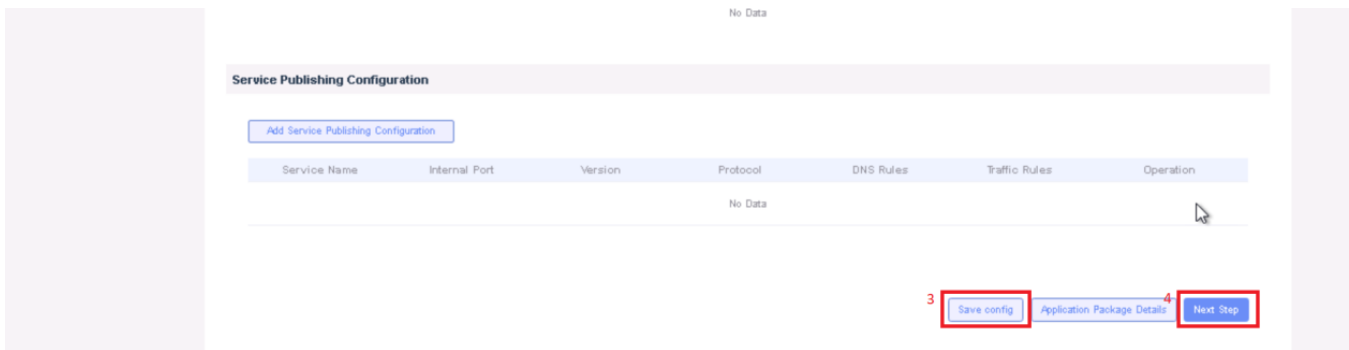 No Data
Service Publishing Configuration
Add Service Publishing Configuration
Service Name Internal Port Version Protocol DNS Rules Traffic Rules Operation
No Data
3 Save config Application Package Details 4 Next Step